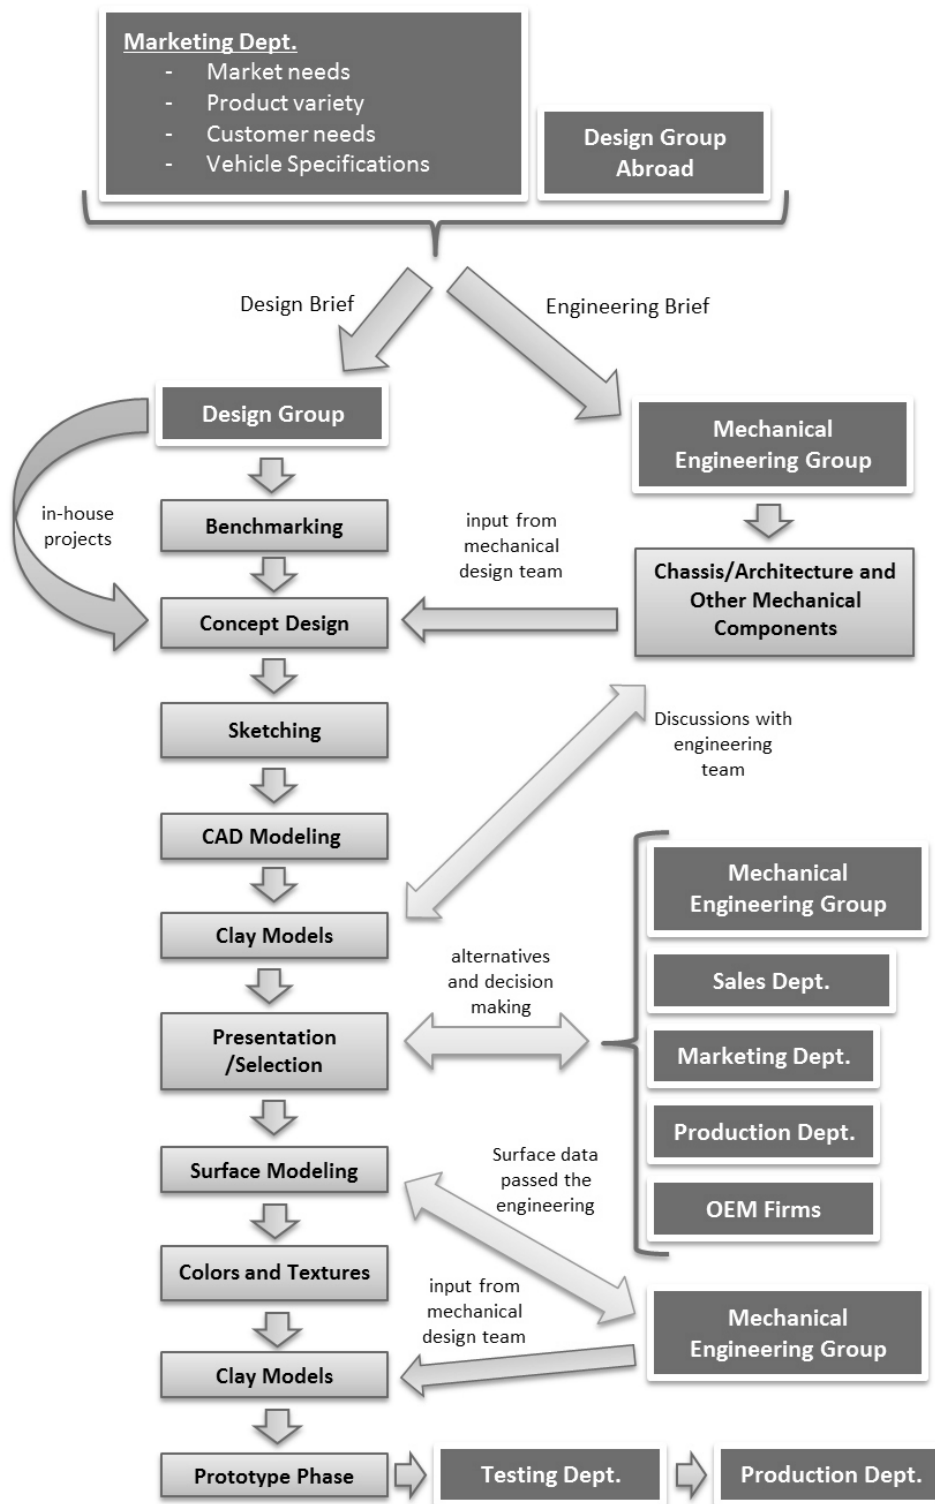 Marketing Dept.
- Market needs
- Product variety
- Customer needs
- Vehicle Specifications
Design Group
Abroad
Design Brief
Engineering Brief
Design Group
Mechanical
Engineering Group
in-house
projects
Benchmarking
input from
mechanical
design team
Chassis/Architecture and
Other Mechanical
Components
Concept Design
Sketching
Discussions with
engineering
team
CAD Modeling
Clay Models
Mechanical
Engineering Group
Sales Dept.
Marketing Dept.
Production Dept.
OEM Firms
alternatives
and decision
making
Presentation
/Selection
Surface Modeling
Surface data
passed the
engineering
Colors and Textures
input from
mechanical
design team
Mechanical
Engineering Group
Clay Models
Prototype Phase
Testing Dept.
Production Dept.